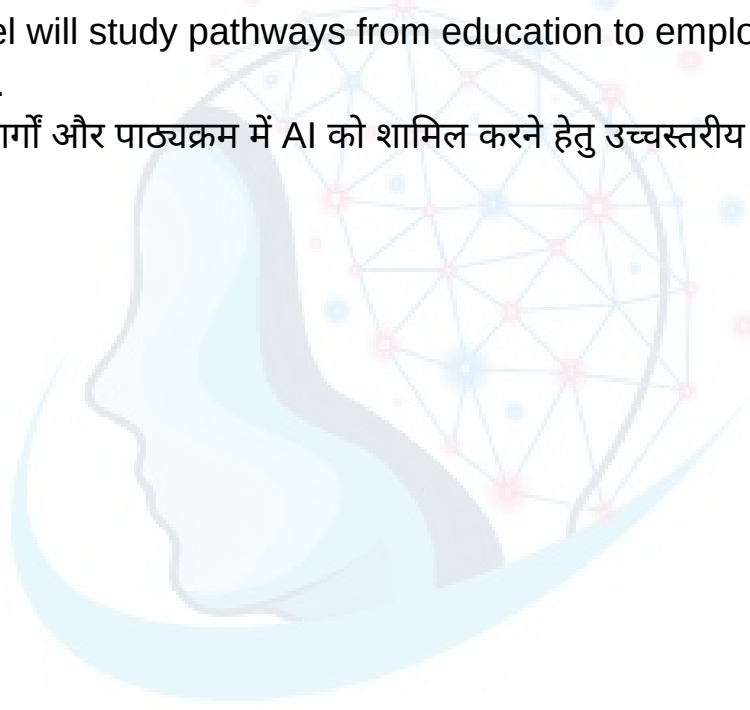 el will study pathways from education to emplo
.
ार्गों और पाठ्यक्रम में AI को शामिल करने हेतु उच्चस्तरीय